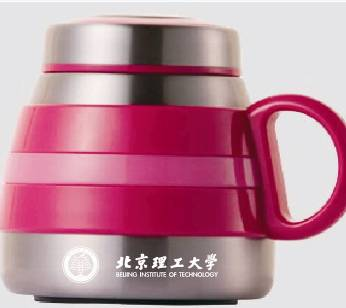 北京理工大学
BEIJING INSTITUTE OF TECHNOLOGY